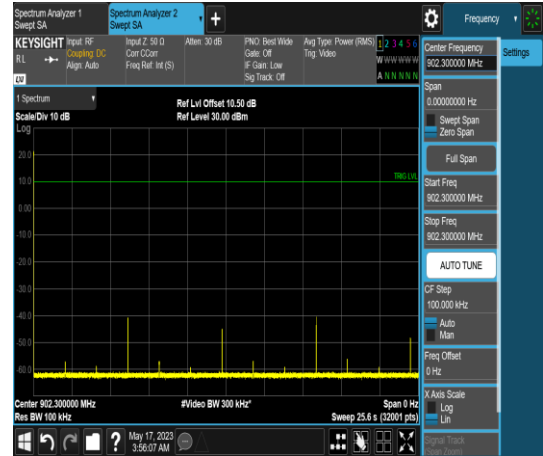 Spectrum Analyzer 1
Swept SA
Spectrum Analyzer 2
Swept SA
Frequency
KEYSIGHT
RL
LXI
Input: RF
Coupling: DC
Align: Auto
Input Z: 50 Ω
Corr CCorr
Freq Ref: Int (S)
Atten: 30 dB
PNO: Best Wide
Gate: Off
IF Gain: Low
Sig Track: Off
Avg Type: Power (RMS)
Trig: Video
1 2 3 4 5 6
W W W W W W
A N N N N N
1 Spectrum
Scale/Div 10 dB
Log
Ref Lvl Offset 10.50 dB
Ref Level 30.00 dBm
TRIG LVL
20.0
10.0
0.00
-10.0
-20.0
-30.0
-40.0
-50.0
-60.0
Center 902.300000 MHz
Res BW 100 kHz
#Video BW 300 kHz*
Span 0 Hz
Sweep 25.6 s (32001 pts)
May 17, 2023
3:56:07 AM
Center Frequency
902.300000 MHz
Span
0.00000000 Hz
Swept Span
Zero Span
Full Span
Start Freq
902.300000 MHz
Stop Freq
902.300000 MHz
AUTO TUNE
CF Step
100.000 kHz
Auto
Man
Freq Offset
0 Hz
X Axis Scale
Log
Lin
Signal Track
(Span Zoom)
Settings